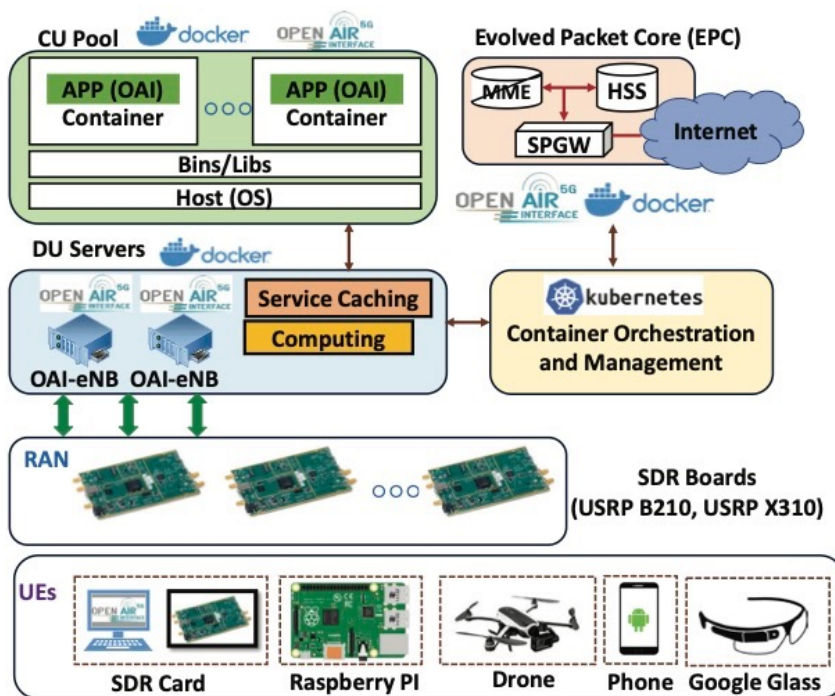 CU Pool
docker
OPEN AIR 5G
INTERFACE
APP (OAI)
Container
APP (OAI)
Container
Bins/Libs
Host (OS)
Evolved Packet Core (EPC)
MME
HSS
SPGW
Internet
OPEN AIR 5G
INTERFACE
docker
DU Servers
docker
OPEN AIR 5G
INTERFACE
OPEN AIR 5G
INTERFACE
OAI-eNB
OAI-eNB
Service Caching
Computing
kubernetes
Container Orchestration
and Management
RAN
SDR Boards
(USRP B210, USRP X310)
UEs
OPEN AIR 5G
INTERFACE
SDR Card
Raspberry PI
Drone
Phone
Google Glass